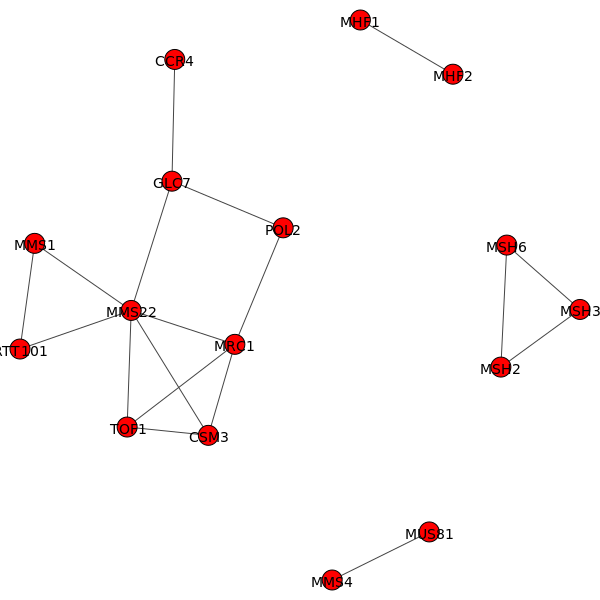 MHF1
CCR4
MHF2
GLC7
POL2
MMS1
MSH6
MMS22
MSH3
RTT101
MRC1
MSH2
TOF1
CSM3
MUS81
MMS4